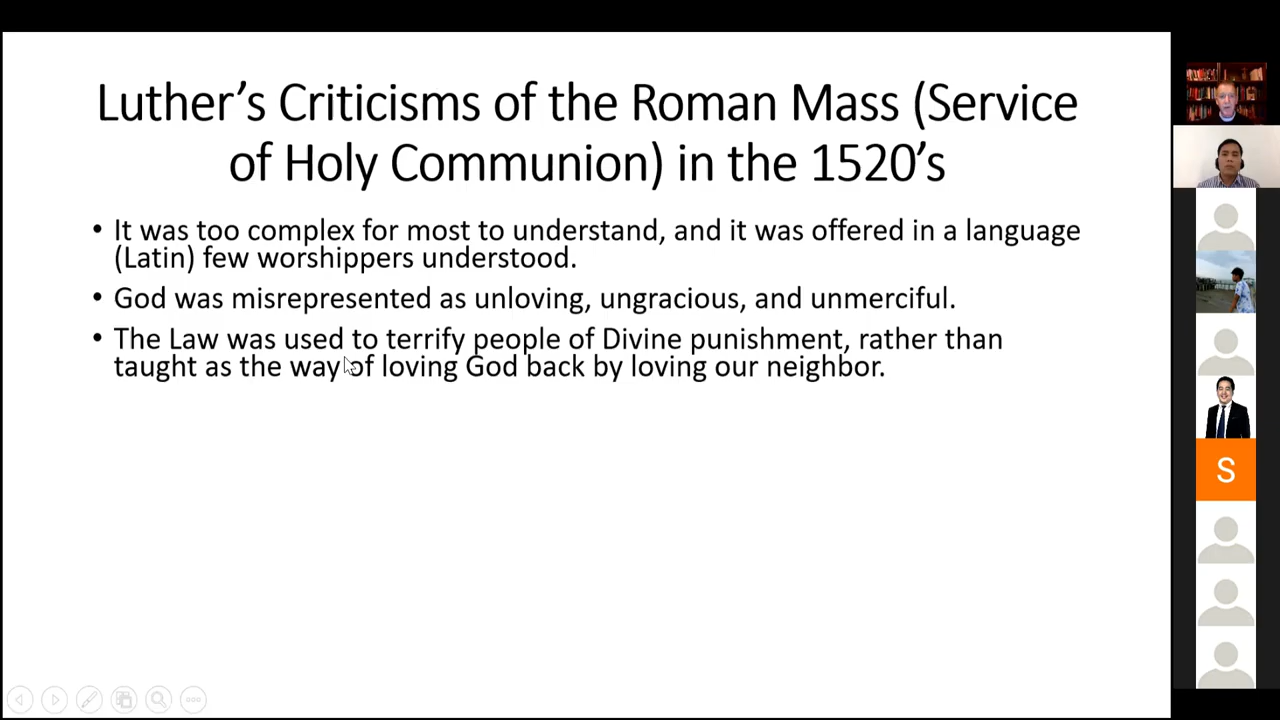 Luther’s Criticisms of the Roman Mass (Service
of Holy Communion) in the 1520’s
• It was too complex for most to understand, and it was offered in a language
(Latin) few worshippers understood.
• God was misrepresented as unloving, ungracious, and unmerciful.
• The Law was used to terrify people of Divine punishment, rather than
taught as the way of loving God back by loving our neighbor.
S